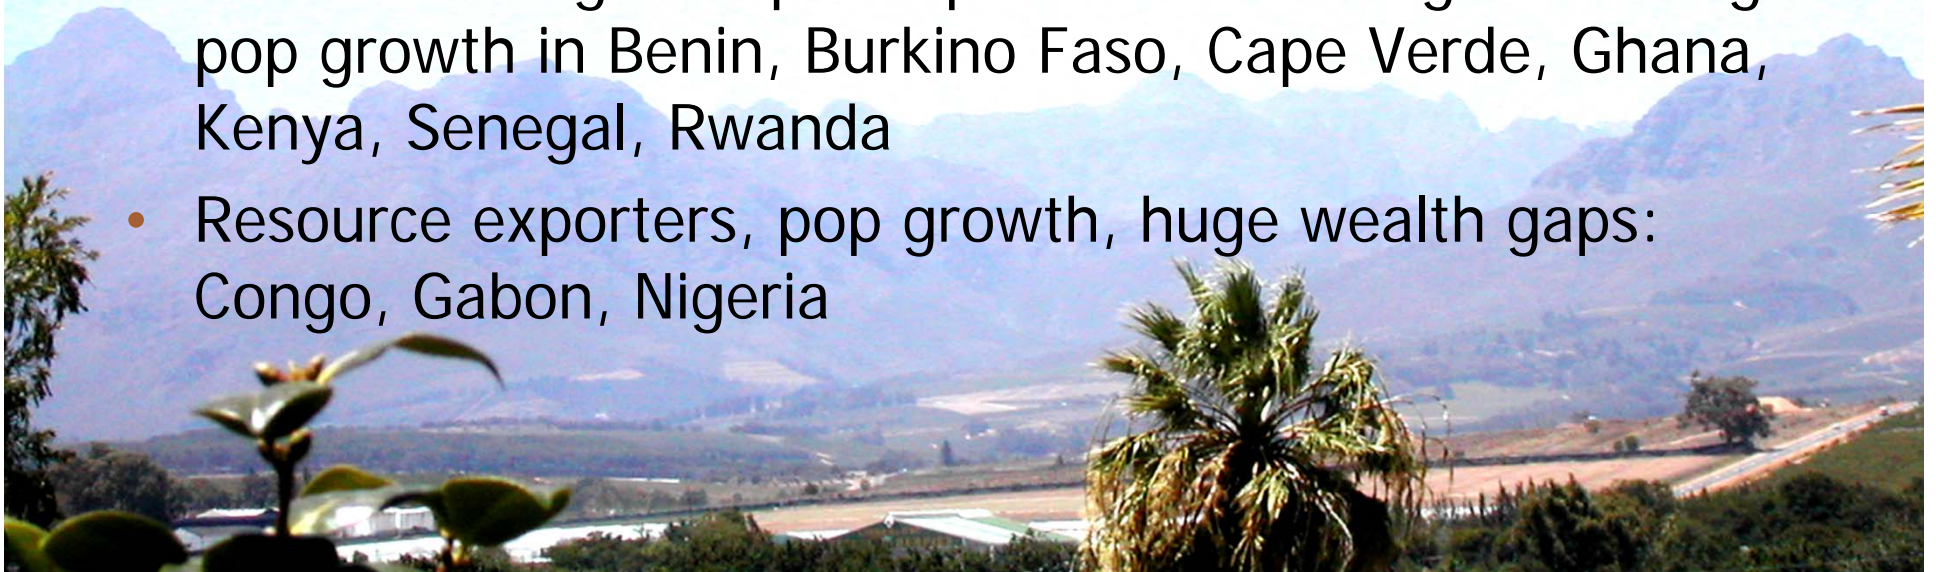 pop growth in Benin, Burkino Faso, Cape Verde, Ghana,
Kenya, Senegal, Rwanda
• Resource exporters, pop growth, huge wealth gaps:
Congo, Gabon, Nigeria